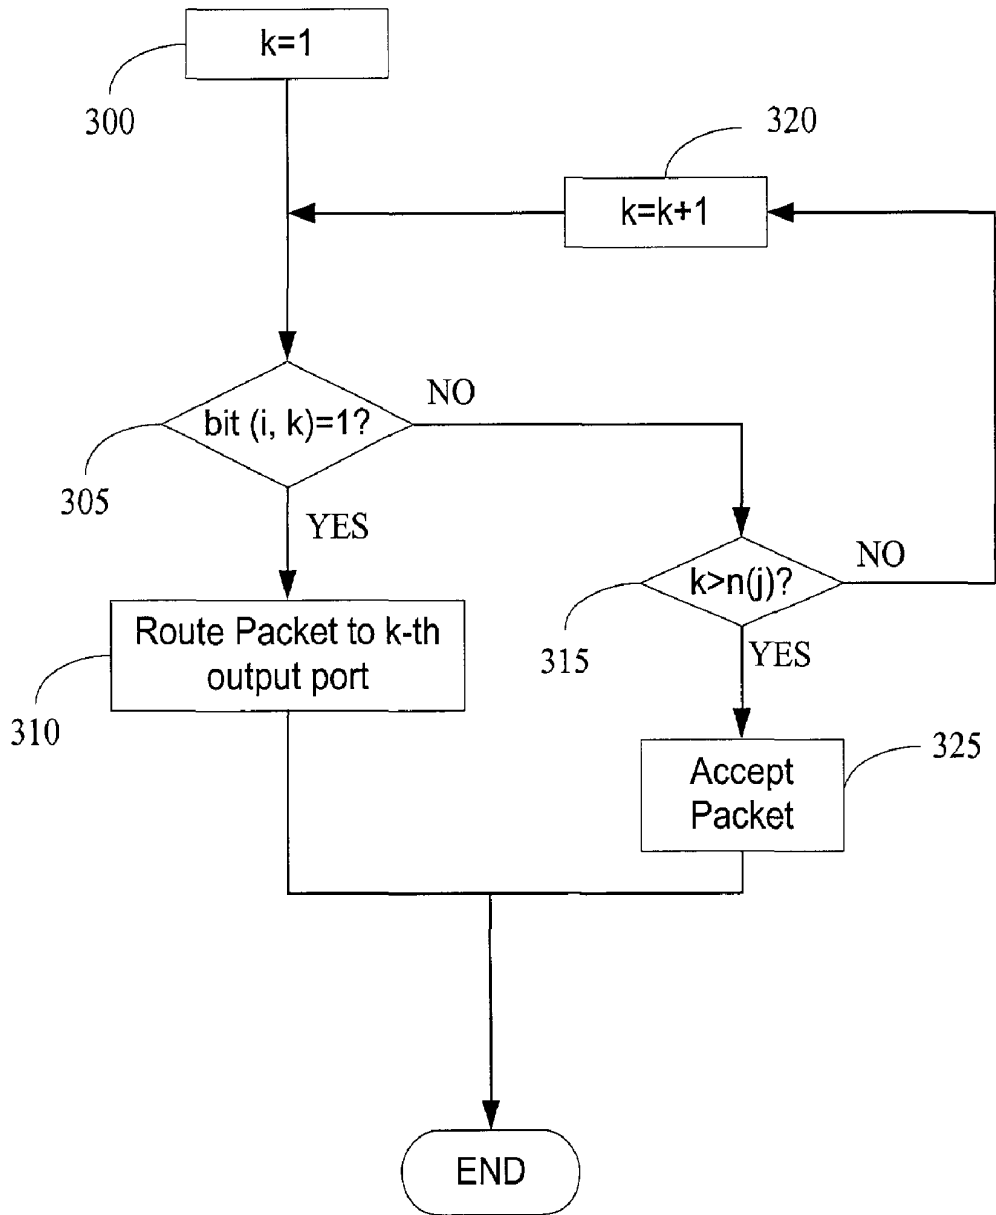 k=1
300
320
k=k+1
bit (i, k)=1?
NO
305
YES
k>n(j)?
NO
315
YES
Route Packet to k-th
output port
310
Accept
Packet
325
END